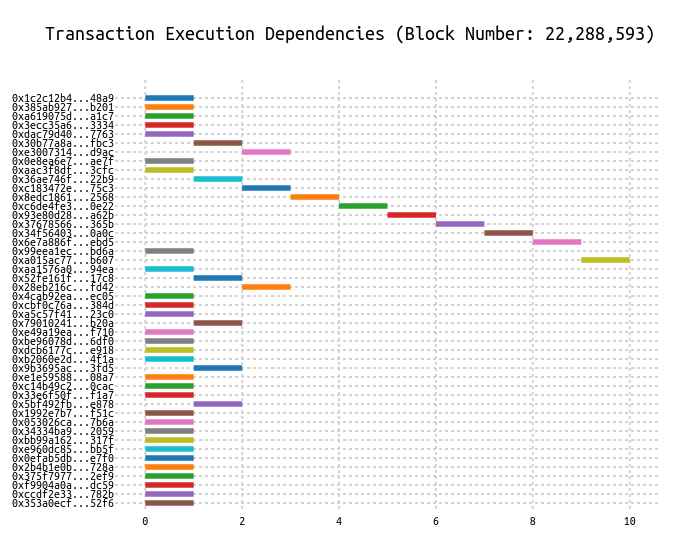 Transaction Execution Dependencies (Block Number: 22,288,593)
0x1c2c12b4...48a9
0x385ab927...b201
0xa619075d...a1c7
0x3ecc35a6...3334
0xdac79d40...7763
0x30b77a8a...fbc3
0xe3007314...d9ac
0x0e8ea6e7...ae7f
0xaac3f8df...3cfc
0x36ae746f...22b9
0xc183472e...75c3
0x8edc1861...2568
0xc6de4fe3...0e22
0x93e80d28...a62b
0x37678566...365b
0x34f56403...0a0c
0x6e7a886f...ebd5
0x99eea1ec...bd6a
0xa015ac77...b607
0xaa1576a0...94ea
0x52fe161f...17c8
0x28eb216c...fd42
0x4cab92ea...ec05
0xcbf0c76a...384d
0xa5c57f41...23c0
0x79010241...b20a
0xe49a19ea...f710
0xbe96078d...6df0
0xdcb6177c...e918
0xb2060e2d...4f1a
0x9b3695ac...3fd5
0xe1e59588...08a7
0xc14b49c2...0cac
0x33e6f50f...f1a7
0x5bf492fb...e878
0x1992e7b7...f51c
0x053026ca...7b6a
0x34334ba9...2059
0xbb99a162...317f
0xe960dc85...bb5f
0x0efab5db...e7f0
0x2b4b1e0b...728a
0x375f7977...2ef9
0xf9904a0a...dc59
0xccdf2e33...782b
0x353a0ecf...52f6
0 2 4 6 8 10